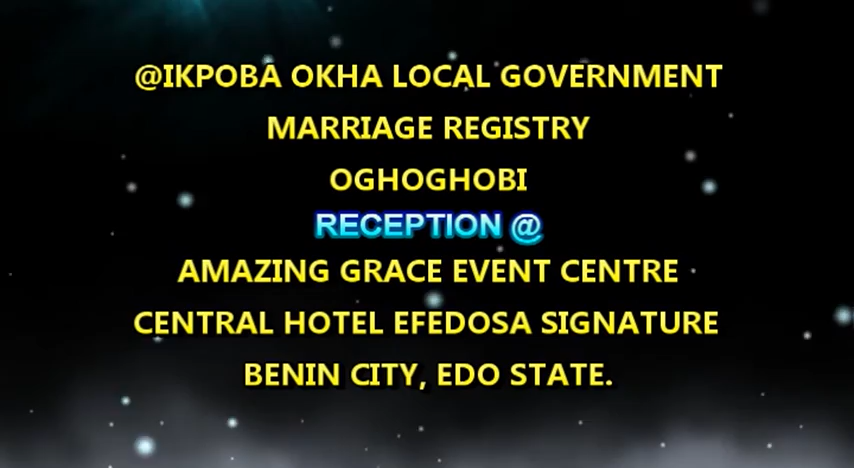 @IKPOBA OKHA LOCAL GOVERNMENT
MARRIAGE REGISTRY
OGHOGHOBI
RECEPTION @
AMAZING GRACE EVENT CENTRE
CENTRAL HOTEL EFEDOSA SIGNATURE
BENIN CITY, EDO STATE.